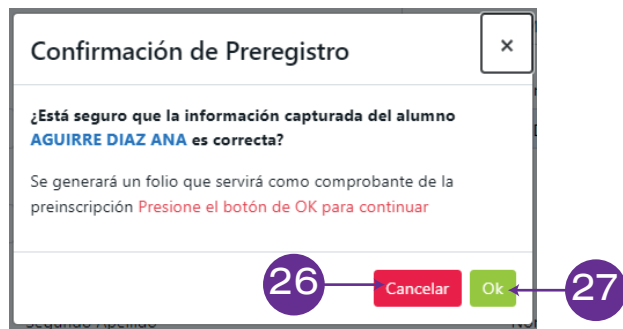 Confirmación de Preregistro
×
¿Está seguro que la información capturada del alumno
AGUIRRE DIAZ ANA es correcta?
Se generará un folio que servirá como comprobante de la
preinscripción Presione el botón de OK para continuar
26 Cancelar Ok 27
Segundo Apellido